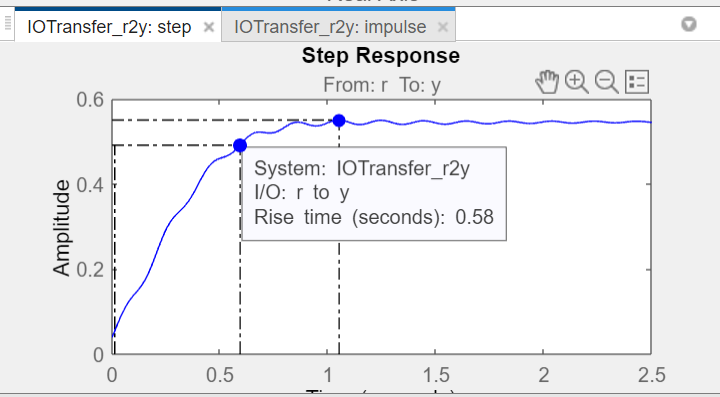 IOTransfer_r2y: step × IOTransfer_r2y: impulse ×
Step Response
From: r To: y
0.6
0.4
0.2
0
Amplitude
System: IOTransfer_r2y
I/O: r to y
Rise time (seconds): 0.58
0 0.5 1 1.5 2 2.5